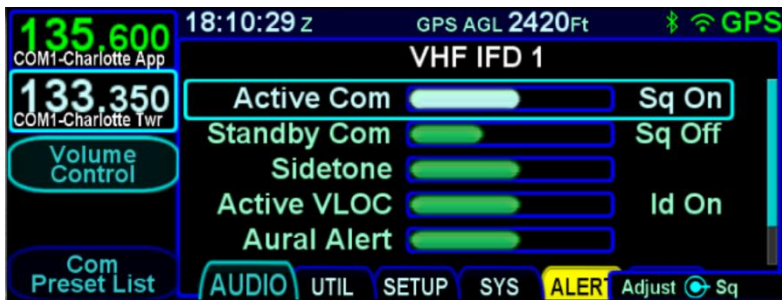 135.600
COM1-Charlotte App
133.350
COM1-Charlotte Twr
Volume
Control
Com
Preset List
18:10:29 Z GPS AGL 2420Ft GPS
VHF IFD 1
Active Com Sq On
Standby Com Sq Off
Sidetone
Active VLOC Id On
Aural Alert
AUDIO UTIL SETUP SYS ALERT Adjust Sq